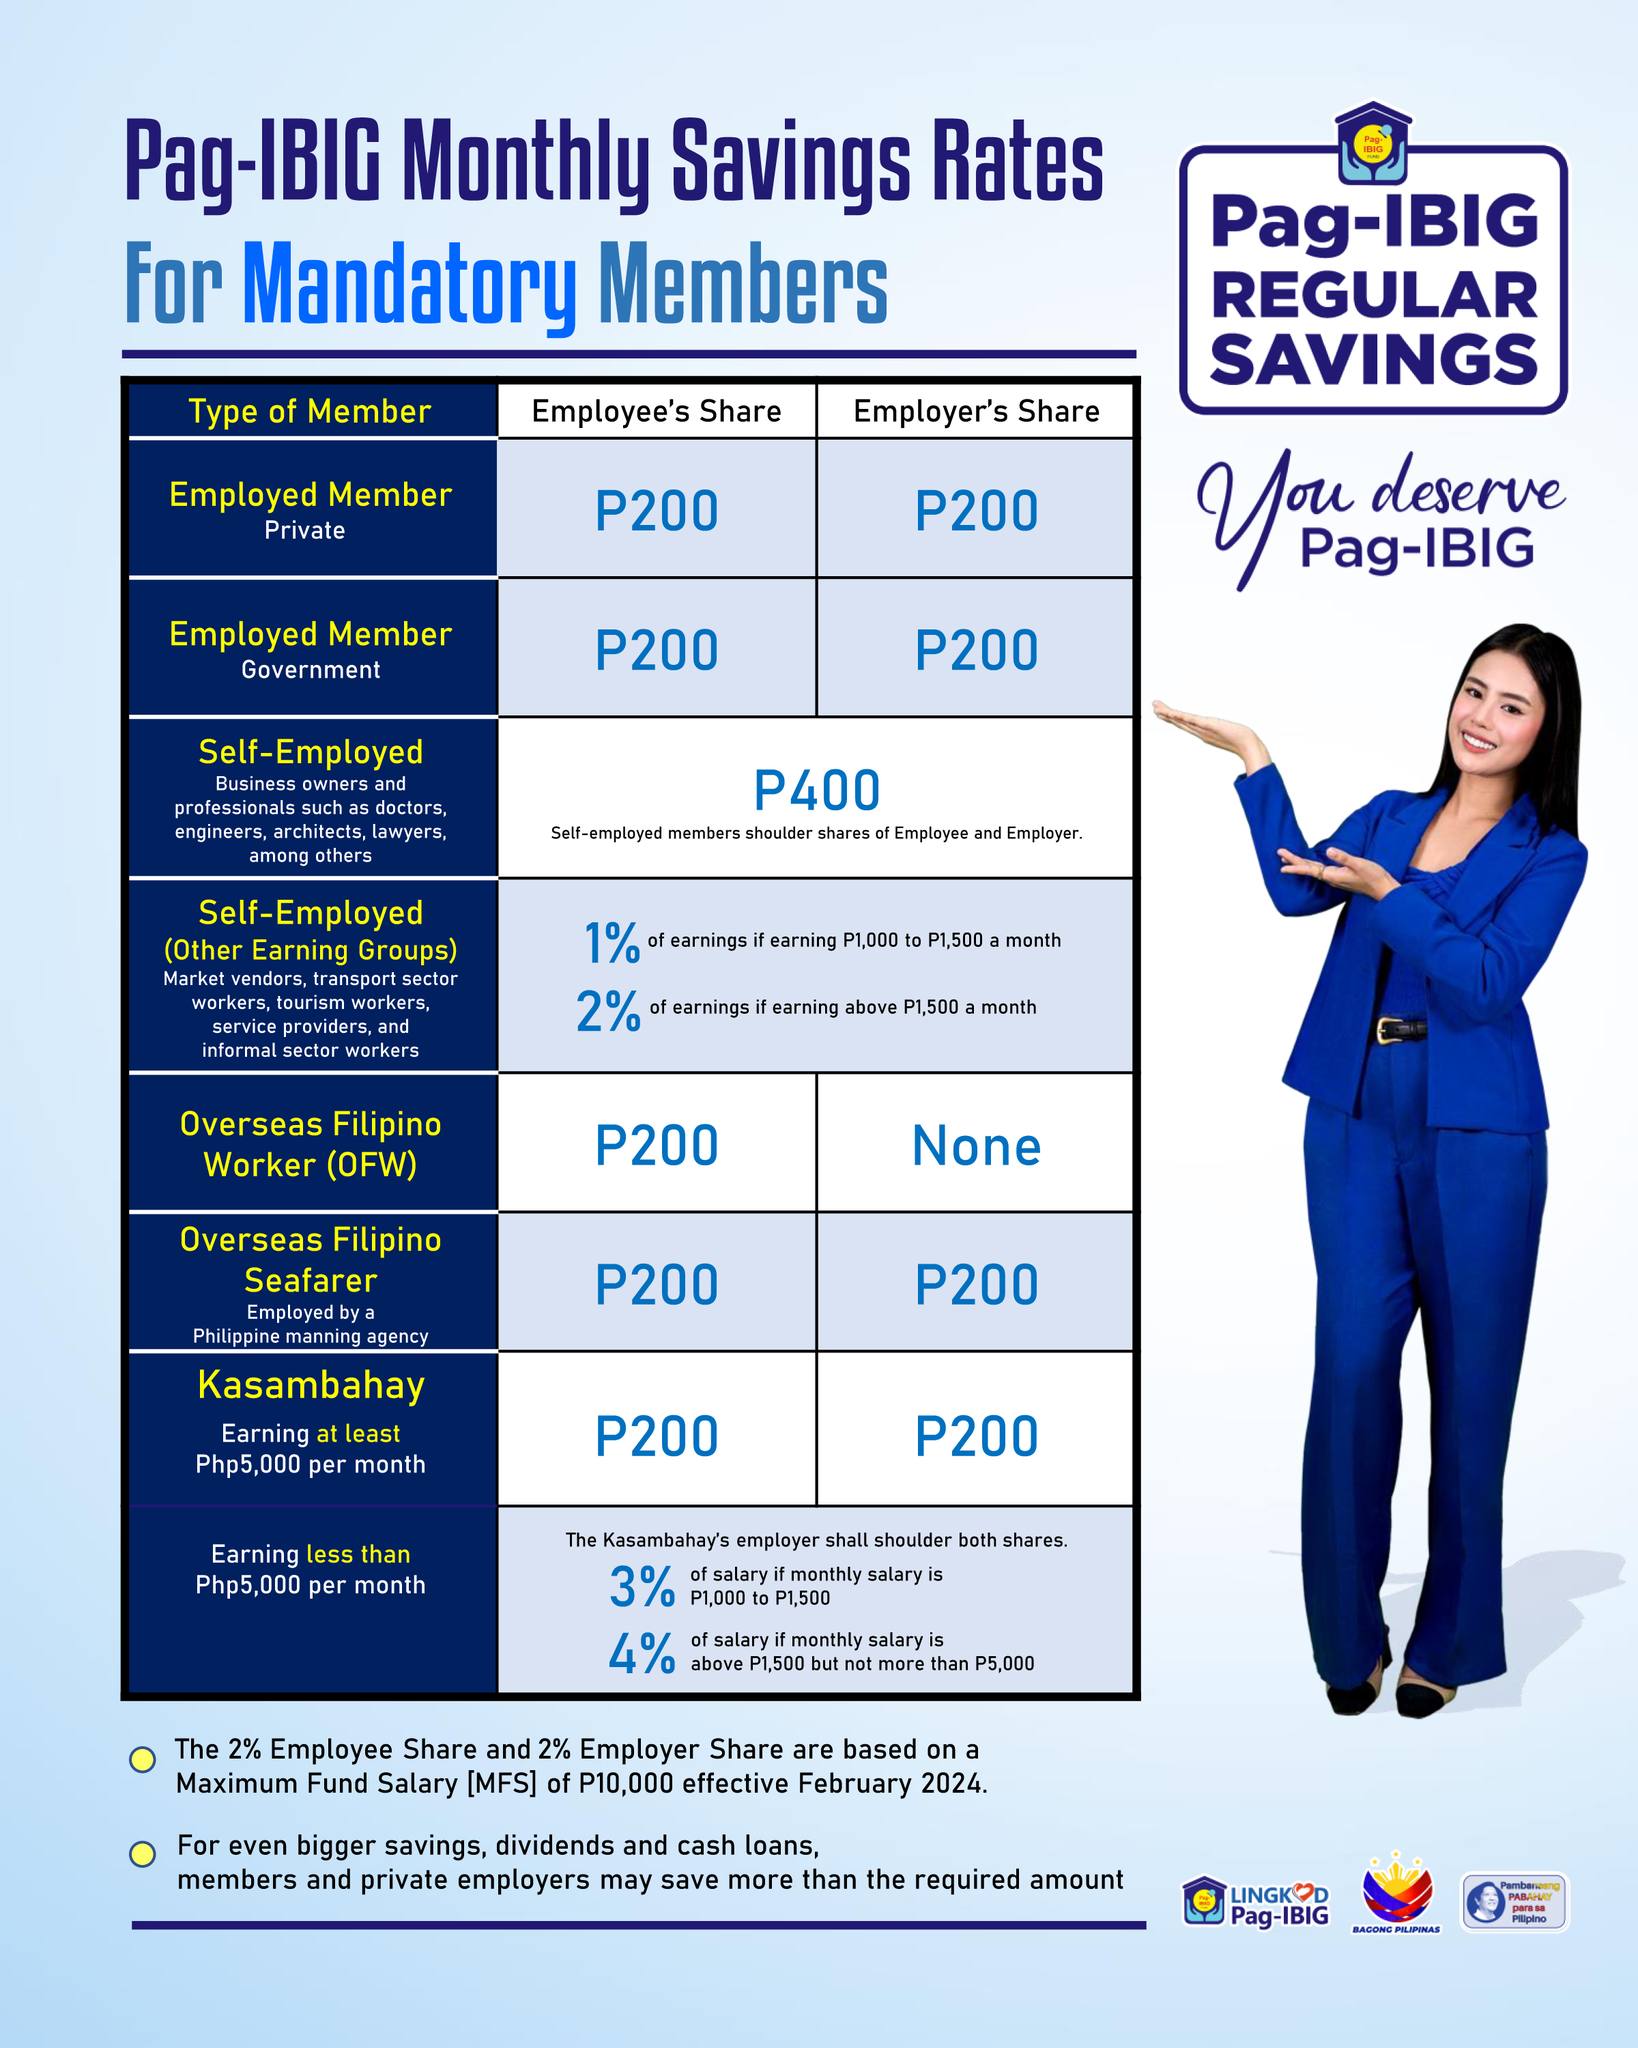 Pag-IBIG Monthly Savings Rates
For Mandatory Members
Pag-IBIG
FUND
Pag-IBIG
REGULAR
SAVINGS
You deserve
Pag-IBIG
Type of Member
Employee's Share
Employer's Share
Employed Member
Private
P200
P200
Employed Member
Government
P200
P200
Self-Employed
Business owners and
professionals such as doctors,
engineers, architects, lawyers,
among others
P400
Self-employed members shoulder shares of Employee and Employer.
Self-Employed
(Other Earning Groups)
Market vendors, transport sector
workers, tourism workers,
service providers, and
informal sector workers
1% of earnings if earning P1,000 to P1,500 a month
2% of earnings if earning above P1,500 a month
Overseas Filipino
Worker (OFW)
P200
None
Overseas Filipino
Seafarer
Employed by a
Philippine manning agency
P200
P200
Kasambahay
Earning at least
Php5,000 per month
P200
P200
Earning less than
Php5,000 per month
The Kasambahay's employer shall shoulder both shares.
3% of salary if monthly salary is
P1,000 to P1,500
4% of salary if monthly salary is
above P1,500 but not more than P5,000
The 2% Employee Share and 2% Employer Share are based on a
Maximum Fund Salary [MFS] of P10,000 effective February 2024.
For even bigger savings, dividends and cash loans,
members and private employers may save more than the required amount
LINGKOD
Pag-IBIG
BAGONG PILIPINAS
Pambansang
PABAHAY
para sa
Pilipino